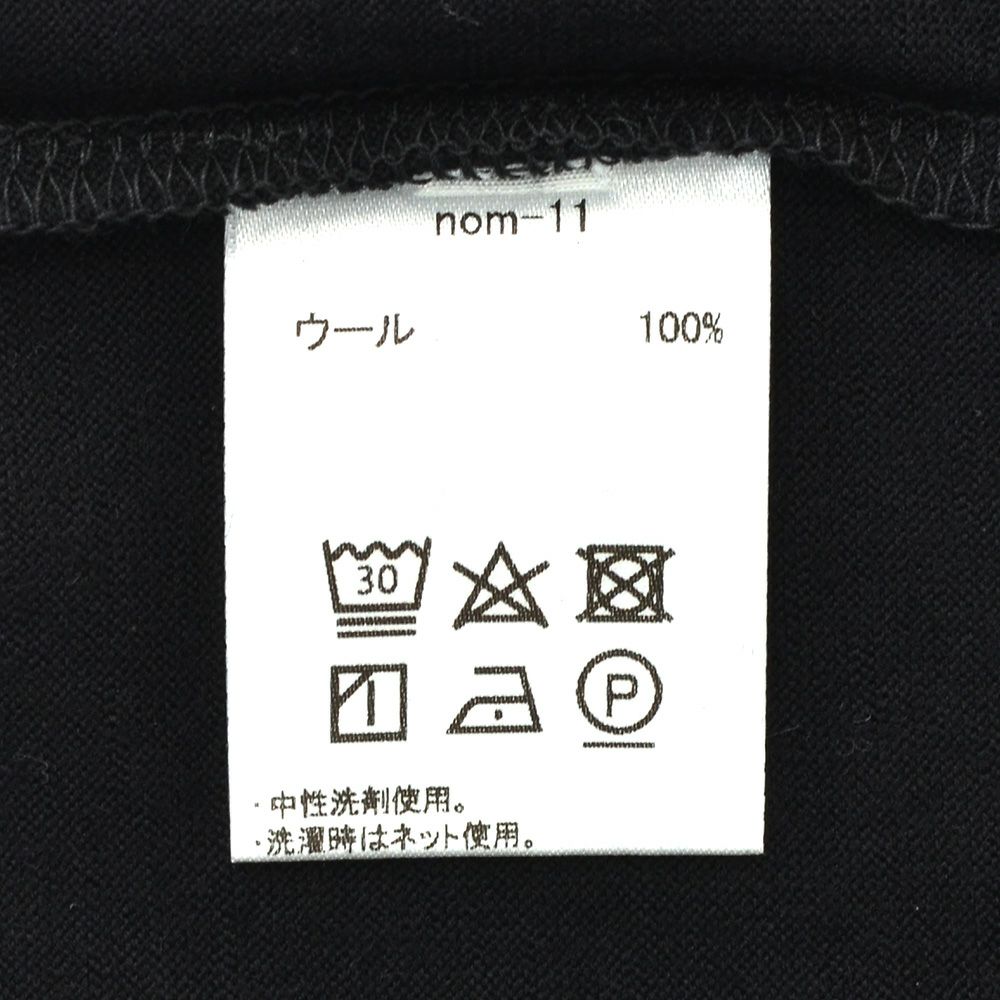 nom-11
ウール 100%
30
P
・中性洗剤使用。
・洗濯時はネット使用。